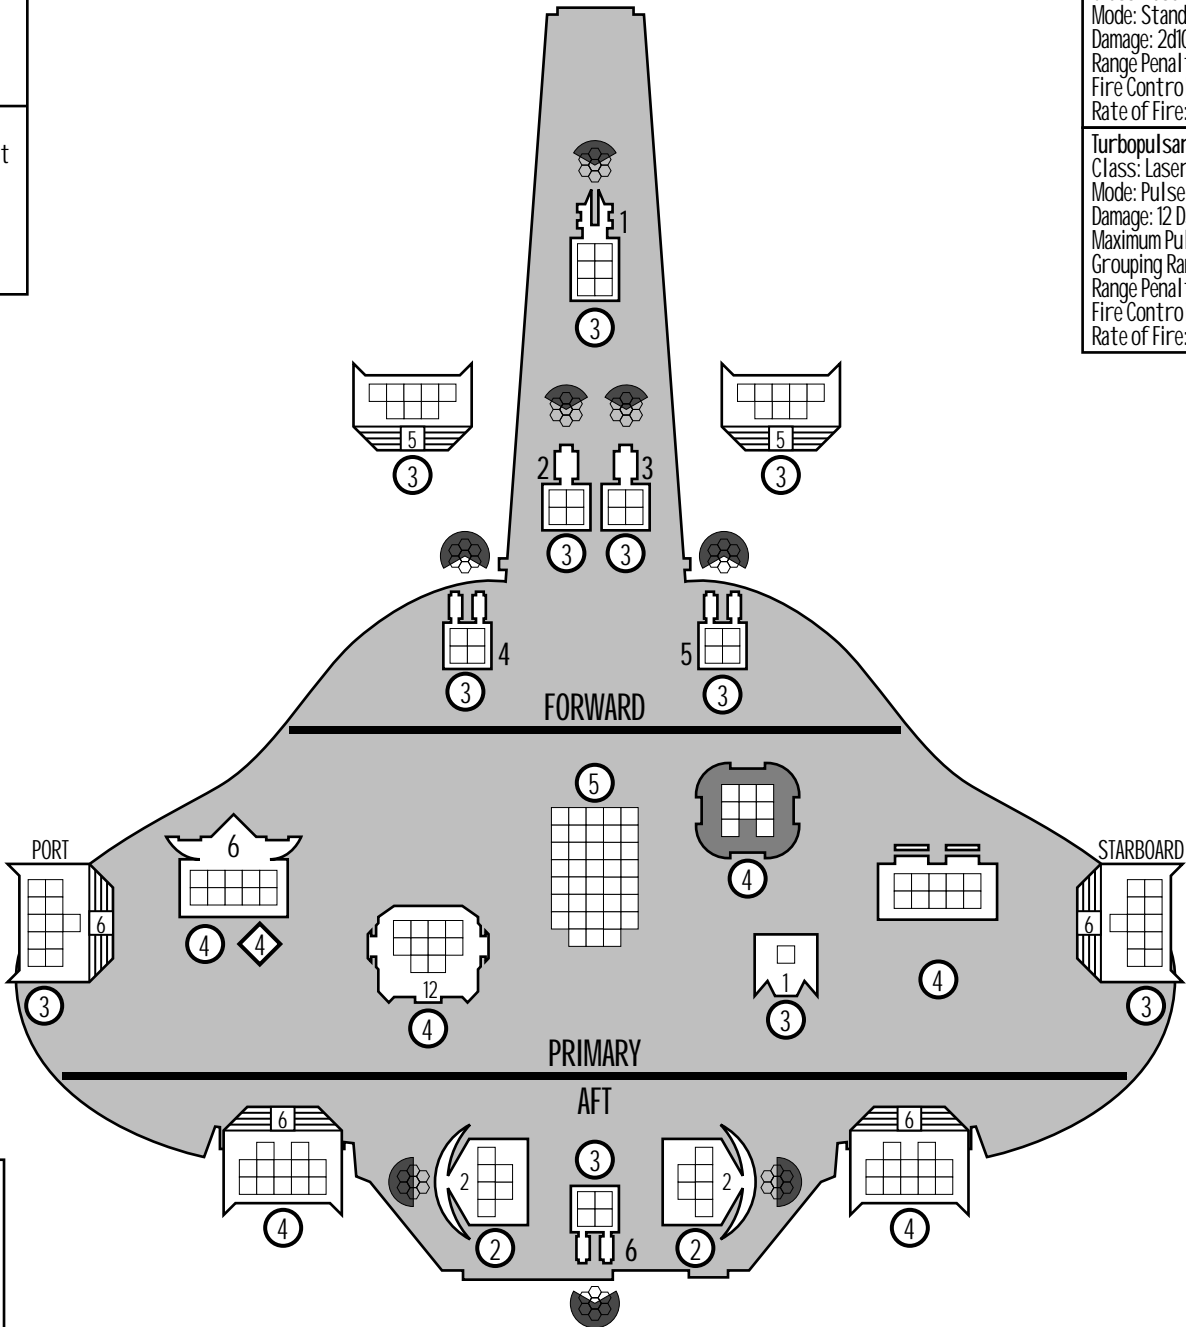 Mode: Stand
Damage: 2d10
Range Penalt
Fire Contro
Rate of Fire:
t
Turbopulsar
Class: Laser
Mode: Pulse
Damage: 12 D
Maximum Pul
Grouping Ran
Range Penalt
Fire Contro
Rate of Fire:
1
3
5 5
3 3
2 3
3 3
4 5
3 3
FORWARD
5
PORT 6 STARBOARD
4
6 6
4 4
12 1 4
3 4 3 3
PRIMARY
AFT
6 6
3
2 2
4 4
2 6 2